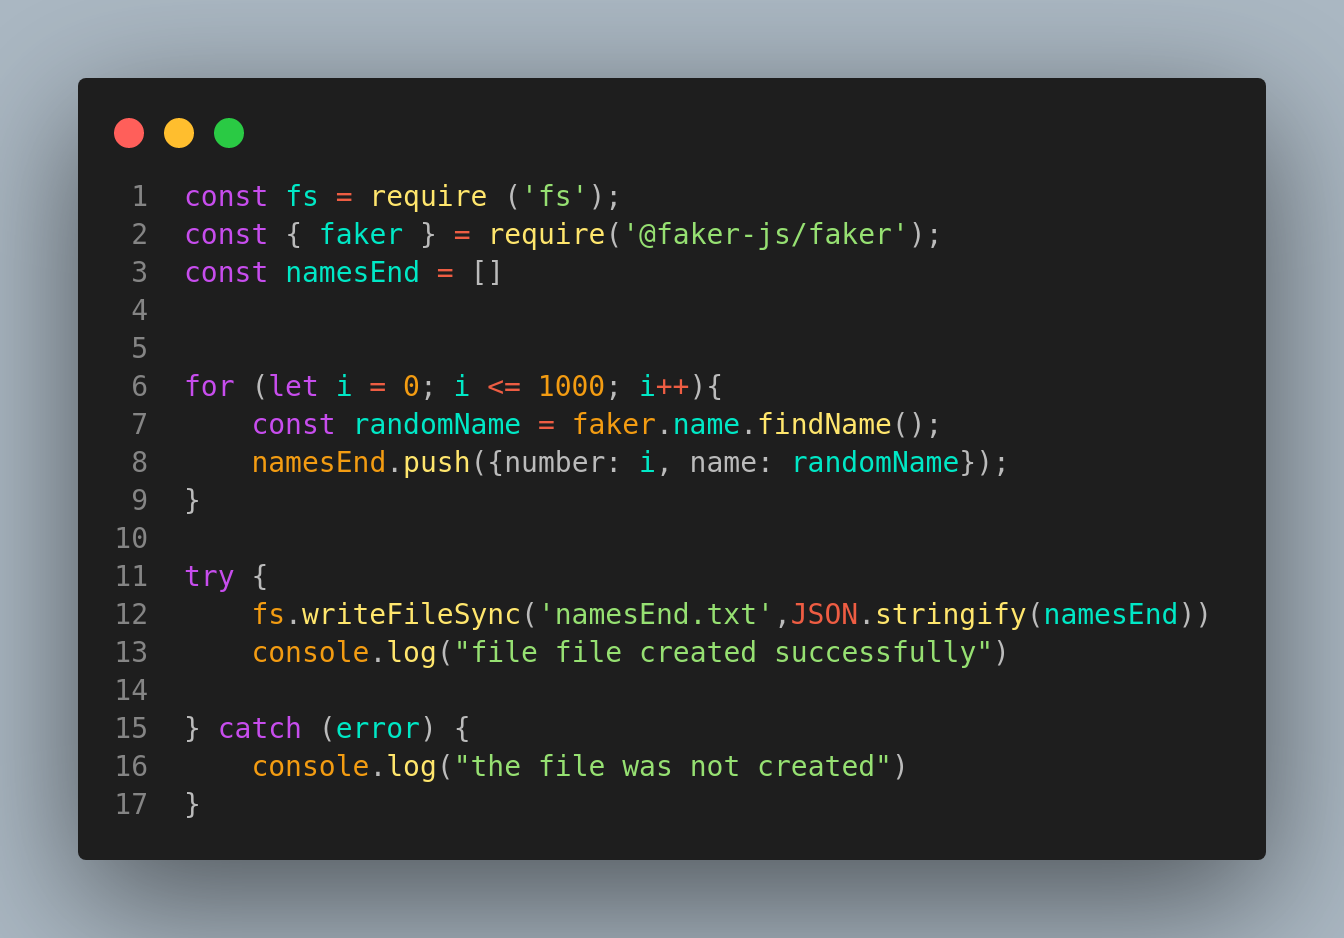 1 const fs = require ('fs');
2 const { faker } = require('@faker-js/faker');
3 const namesEnd = []
4
5
6 for (let i = 0; i <= 1000; i++){
7     const randomName = faker.name.findName();
8     namesEnd.push({number: i, name: randomName});
9 }
10
11 try {
12     fs.writeFileSync('namesEnd.txt',JSON.stringify(namesEnd))
13     console.log("file file created successfully")
14
15 } catch (error) {
16     console.log("the file was not created")
17 }